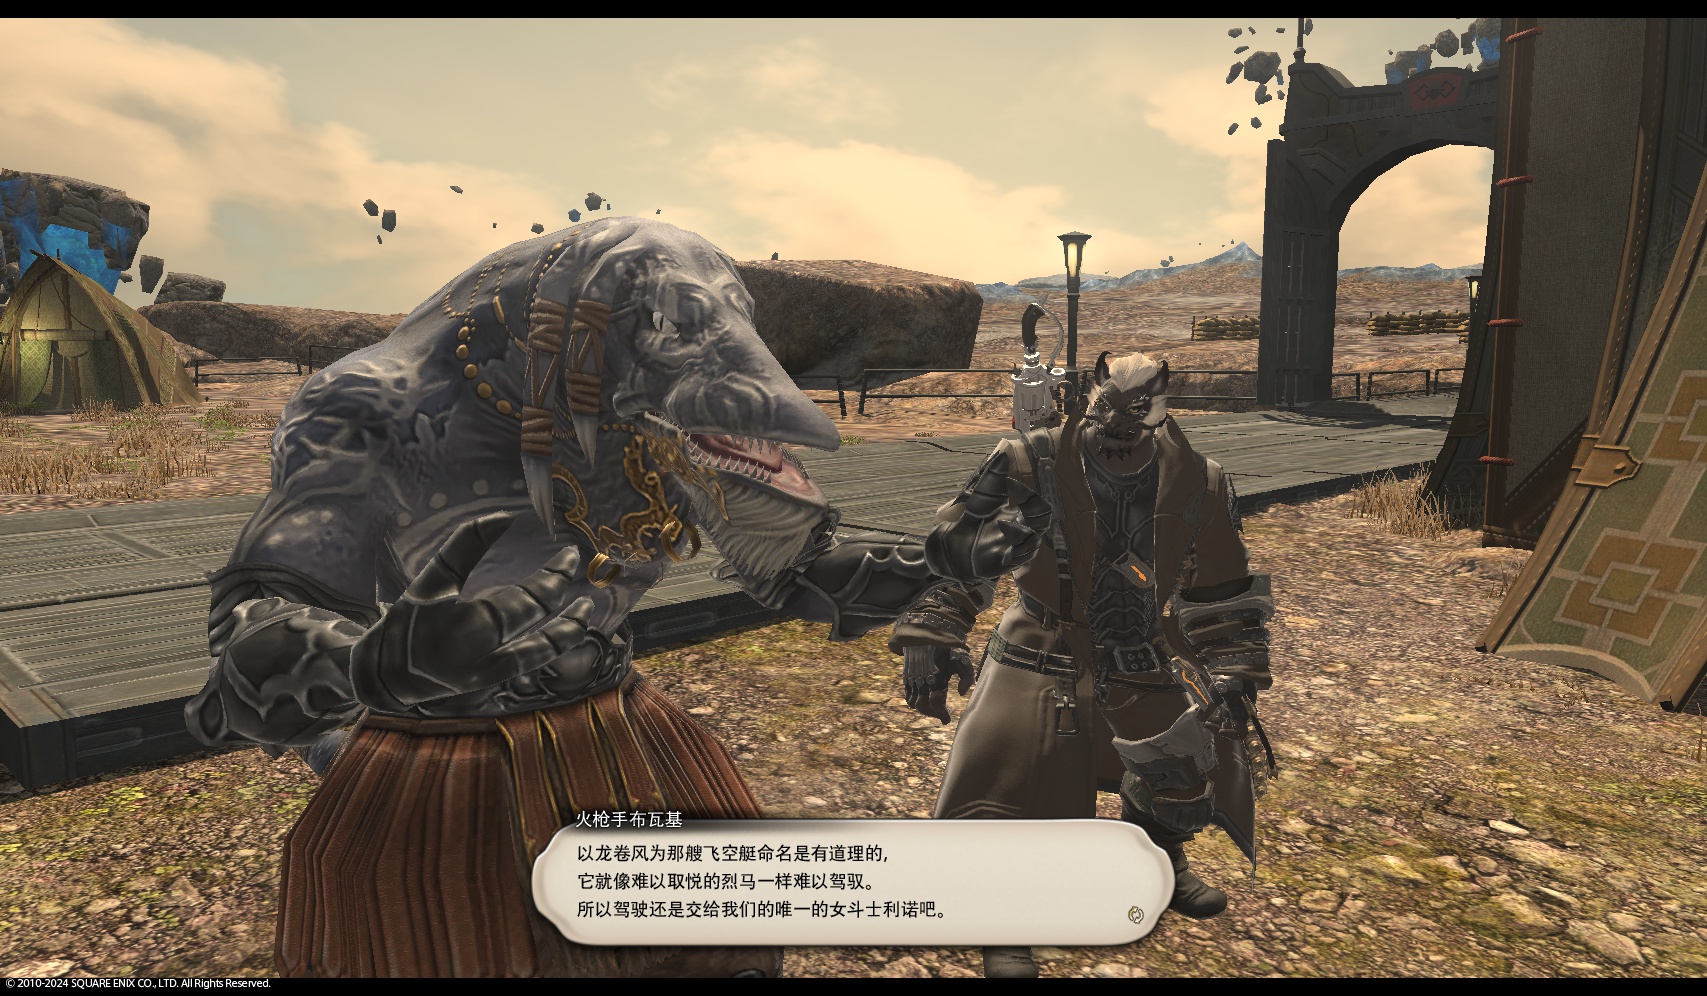 火枪手布瓦基
以龙卷风为那艘飞空艇命名是有道理的,
它就像难以取悦的烈马一样难以驾驭。
所以驾驶还是交给我们的唯一的女斗士利诺吧。
© 2010-2024 SQUARE ENIX CO., LTD. All Rights Reserved.